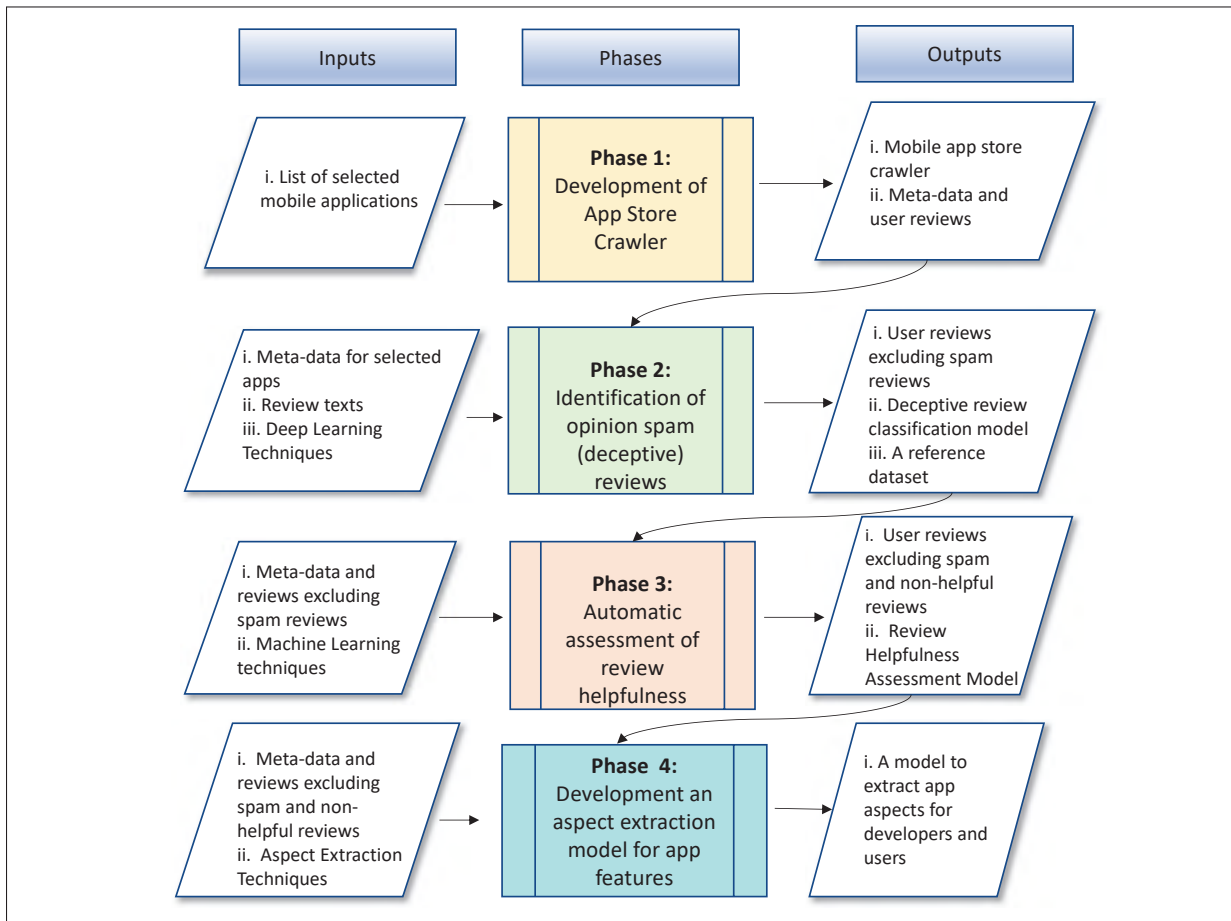 Inputs
Phases
Outputs
i. List of selected
mobile applications
Phase 1:
Development of
App Store
Crawler
i. Mobile app store
crawler
ii. Meta-data and
user reviews
i. Meta-data for selected
apps
ii. Review texts
iii. Deep Learning
Techniques
Phase 2:
Identification of
opinion spam
(deceptive)
reviews
i. User reviews
excluding spam
reviews
ii. Deceptive review
classification model
iii. A reference
dataset
i. Meta-data and
reviews excluding
spam reviews
ii. Machine Learning
techniques
Phase 3:
Automatic
assessment of
review
helpfulness
i. User reviews
excluding spam
and non-helpful
reviews
ii. Review
Helpfulness
Assessment Model
i. Meta-data and
reviews excluding
spam and non-
helpful reviews
ii. Aspect Extraction
Techniques
Phase 4:
Development an
aspect extraction
model for app
features
i. A model to
extract app
aspects for
developers and
users